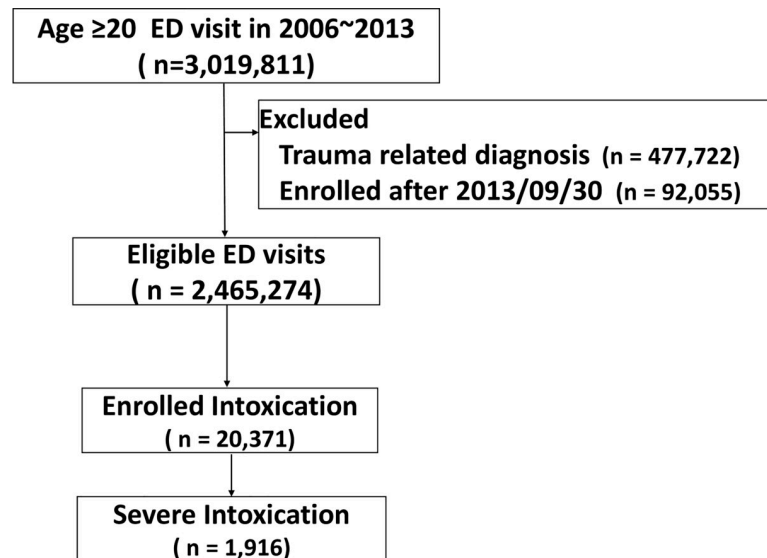 Age ≥20 ED visit in 2006~2013
( n=3,019,811)
Excluded
Trauma related diagnosis (n = 477,722)
Enrolled after 2013/09/30 (n = 92,055)
Eligible ED visits
( n = 2,465,274)
Enrolled Intoxication
( n = 20,371)
Severe Intoxication
( n = 1,916)